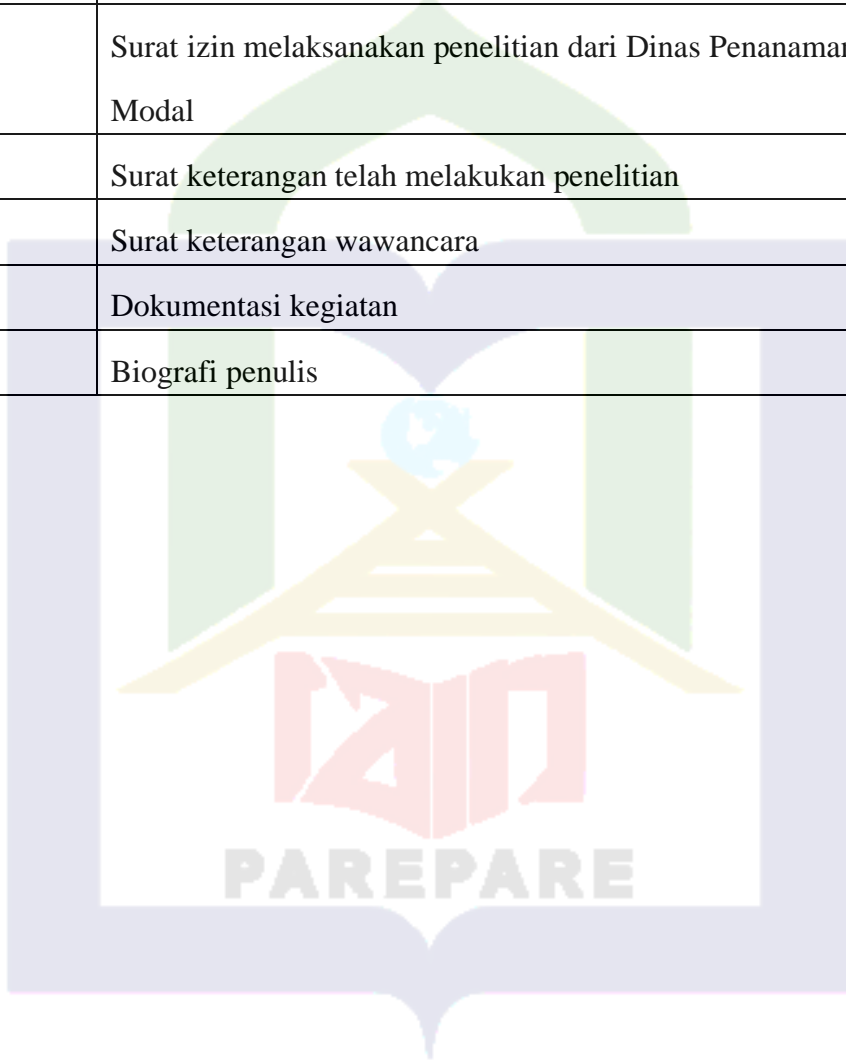 Surat izin melaksanakan penelitian dari Dinas Penanaman
Modal
Surat keterangan telah melakukan penelitian
Surat keterangan wawancara
Dokumentasi kegiatan
Biografi penulis
iain
PAREPARE